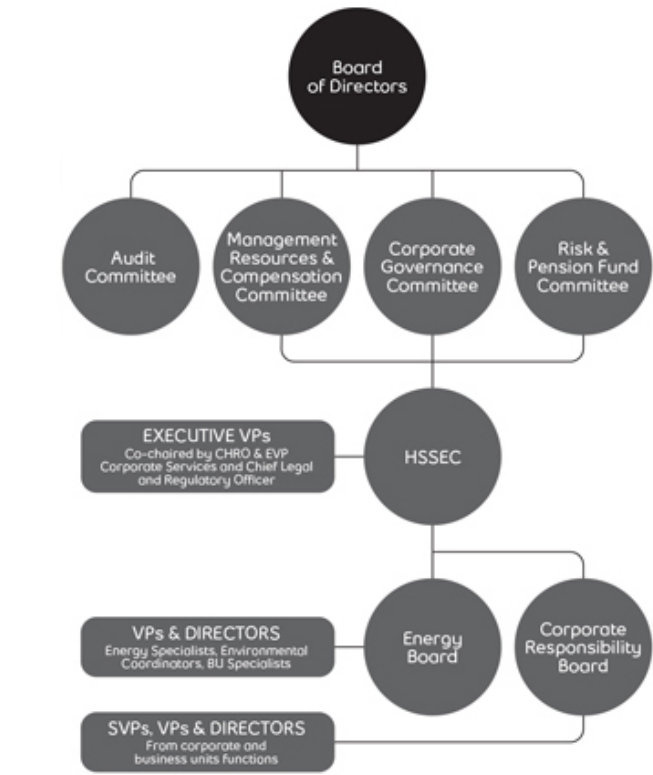 Board
of Directors
Audit
Committee
Management
Resources &
Compensation
Committee
Corporate
Governance
Committee
Risk &
Pension Fund
Committee
EXECUTIVE VPs
Co-chaired by CHRO & EVP
Corporate Services and Chief Legal
and Regulatory Officer
HSSEC
VPs & DIRECTORS
Energy Specialists, Environmental
Coordinators, BU Specialists
Energy
Board
Corporate
Responsibility
Board
SVPs, VPs & DIRECTORS
From corporate and
business units functions